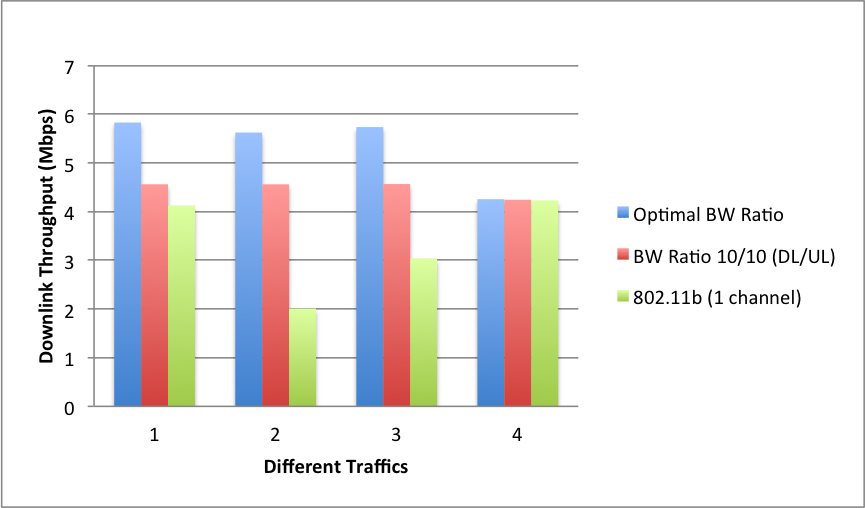 7
6
5
4
3
2
1
0
Downlink Throughput (Mbps)
1 2 3 4
Different Traffics
Optimal BW Ratio
BW Ratio 10/10 (DL/UL)
802.11b (1 channel)